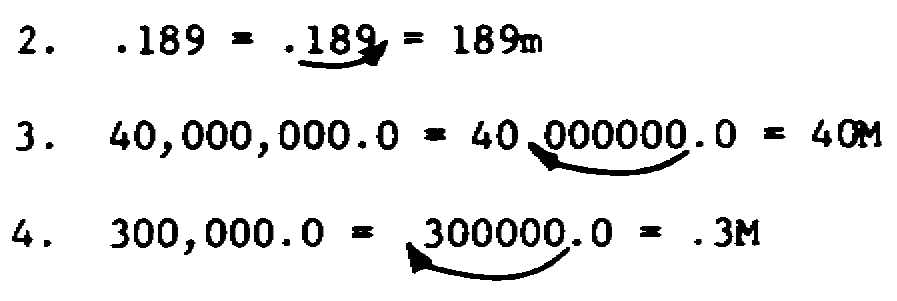 2. .189 = .189, = 189m
3. 40,000,000.0 = 40.000000.0 = 40M
4. 300,000.0 = .300000.0 = .3M